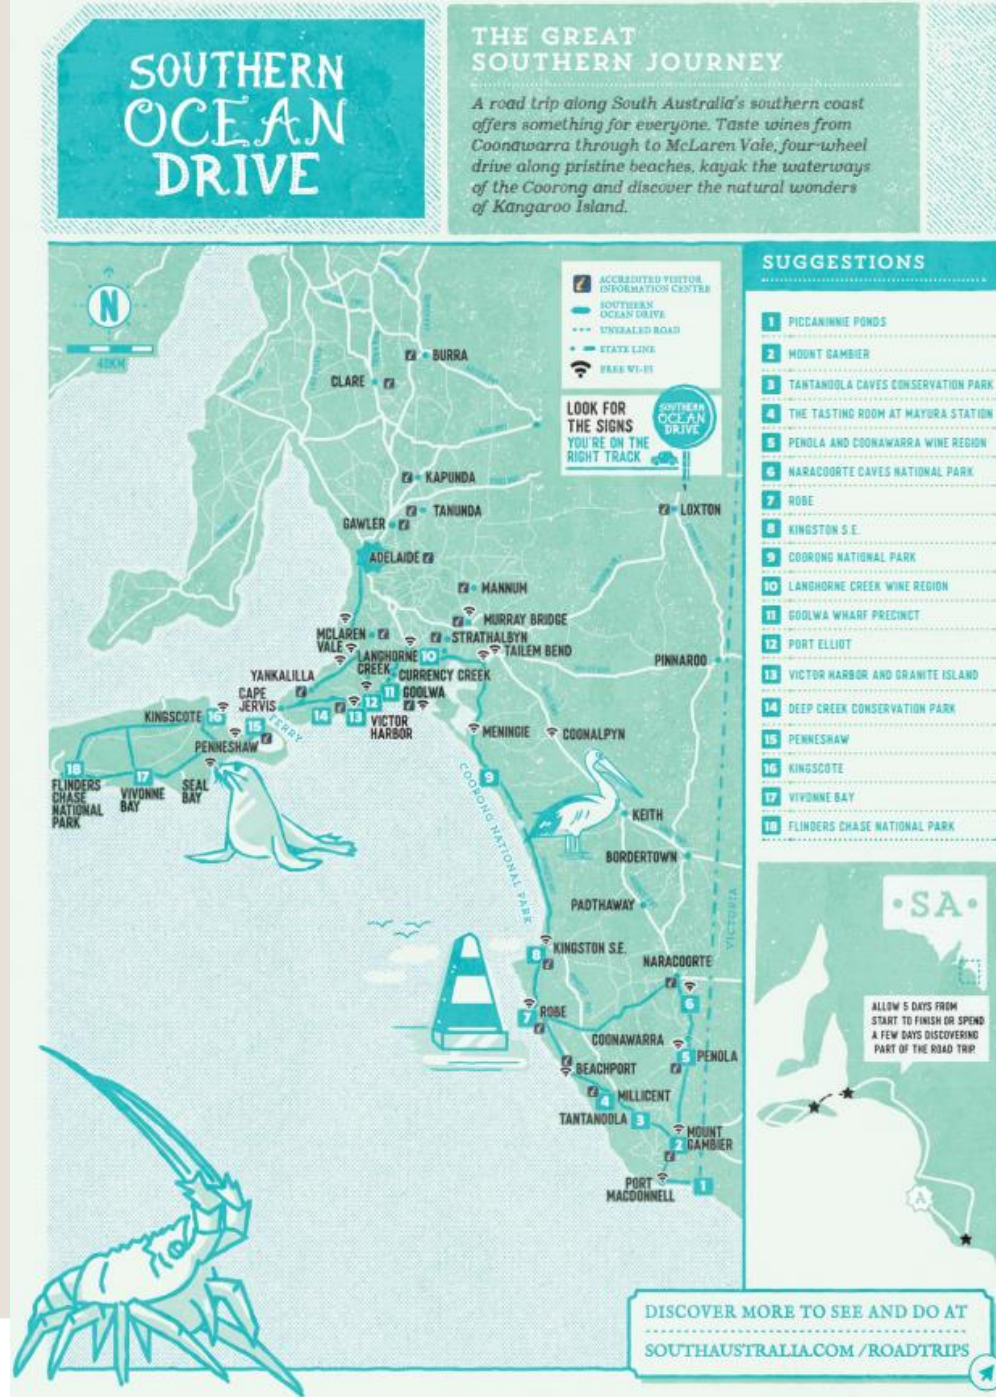 SOUTHERN
OCEAN
DRIVE
THE GREAT
SOUTHERN JOURNEY
A road trip along South Australia's southern coast
offers something for everyone. Taste wines from
Coonawarra through to McLaren Vale, four-wheel
drive along pristine beaches, kayak the waterways
of the Coorong and discover the natural wonders
of Kangaroo Island.
N
40KM
ACCREDITED VISITOR
INFORMATION CENTRE
SOUTHERN
OCEAN DRIVE
UNSEALED ROAD
STATE LINE
FREE WI-FI
LOOK FOR
THE SIGNS
YOU'RE ON THE
RIGHT TRACK
SOUTHERN
OCEAN
DRIVE
BURRA
CLARE
KAPUNDA
TANUNDA
GAWLER
LOXTON
ADELAIDE
MANNUM
MURRAY BRIDGE
MCLAREN
VALE
STRATHALBYN
TAILEM BEND
LANGHORNE
CREEK
10
PINNAROO
YANKALILLA
CURRENCY CREEK
CAPE
JERVIS
11
GOOLWA
12
13
14
VICTOR
HARBOR
KINGSCOTE
16
15
FERRY
PENNESHAW
MENINGIE
COONALPYN
18
17
FLINDERS
CHASE
NATIONAL
PARK
VIVONNE
BAY
SEAL
BAY
9
COORONG NATIONAL PARK
KEITH
BORDERTOWN
PADTHAWAY
VICTORIA
KINGSTON S.E.
8
NARACOORTE
6
7
ROBE
COONAWARRA
5
PENOLA
BEACHPORT
4
MILLICENT
TANTANOOLA
3
MOUNT
GAMBIER
2
PORT
MACDONNELL
1
SUGGESTIONS
1 PICCANINNIE PONDS
2 MOUNT GAMBIER
3 TANTANOOLA CAVES CONSERVATION PARK
4 THE TASTING ROOM AT MAYURA STATION
5 PENOLA AND COONAWARRA WINE REGION
6 NARACOORTE CAVES NATIONAL PARK
7 ROBE
8 KINGSTON S.E.
9 COORONG NATIONAL PARK
10 LANGHORNE CREEK WINE REGION
11 GOOLWA WHARF PRECINCT
12 PORT ELLIOT
13 VICTOR HARBOR AND GRANITE ISLAND
14 DEEP CREEK CONSERVATION PARK
15 PENNESHAW
16 KINGSCOTE
17 VIVONNE BAY
18 FLINDERS CHASE NATIONAL PARK
•SA•
ALLOW 5 DAYS FROM
START TO FINISH OR SPEND
A FEW DAYS DISCOVERING
PART OF THE ROAD TRIP.
A
DISCOVER MORE TO SEE AND DO AT
SOUTHAUSTRALIA.COM/ROADTRIPS